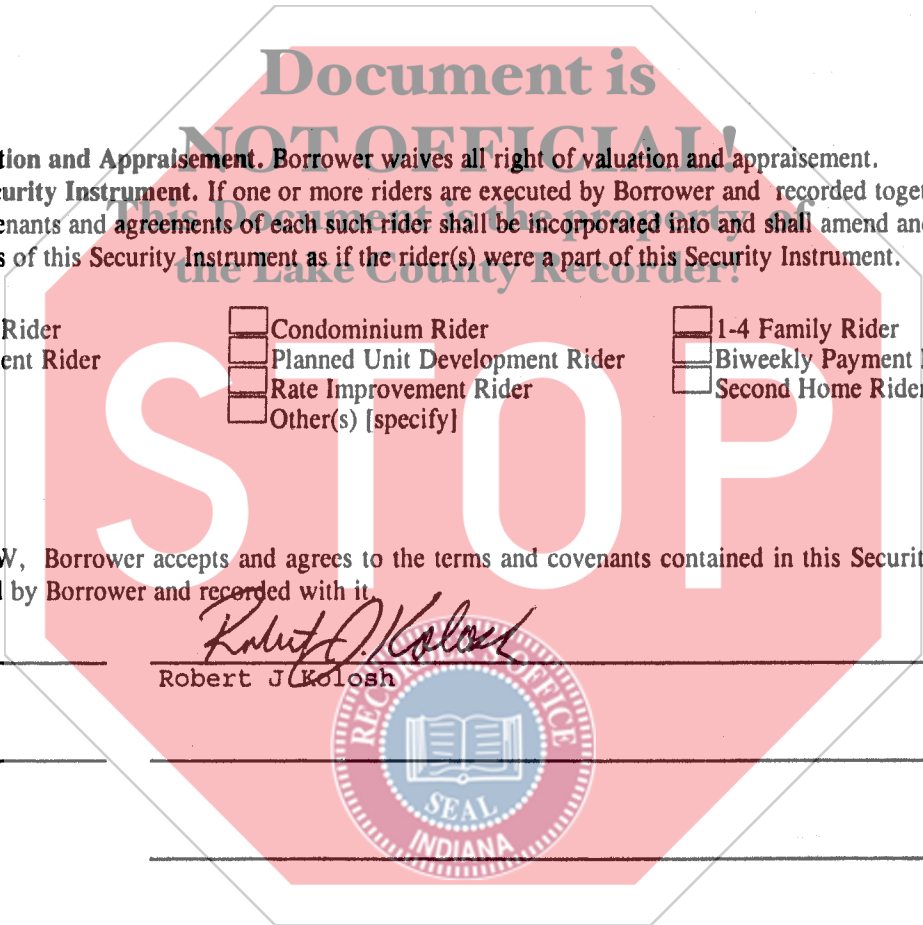 Document is
NOT OFFICIAL!
tion and Appraisement. Borrower waives all right of valuation and appraisement.
curity Instrument. If one or more riders are executed by Borrower and recorded toget
This Document is the property of
enants and agreements of each such rider shall be incorporated into and shall amend and
s of this Security Instrument as if the rider(s) were a part of this Security Instrument.
the Lake County Recorder!
Rider Condominium Rider 1-4 Family Rider
ent Rider Planned Unit Development Rider Biweekly Payment
Rate Improvement Rider Second Home Rider
Other(s) [specify]
STOP
W, Borrower accepts and agrees to the terms and covenants contained in this Securit
l by Borrower and recorded with it.
Robert J. Kolosh
Robert J Kolosh
RECORDER'S OFFICE
SEAL
INDIANA